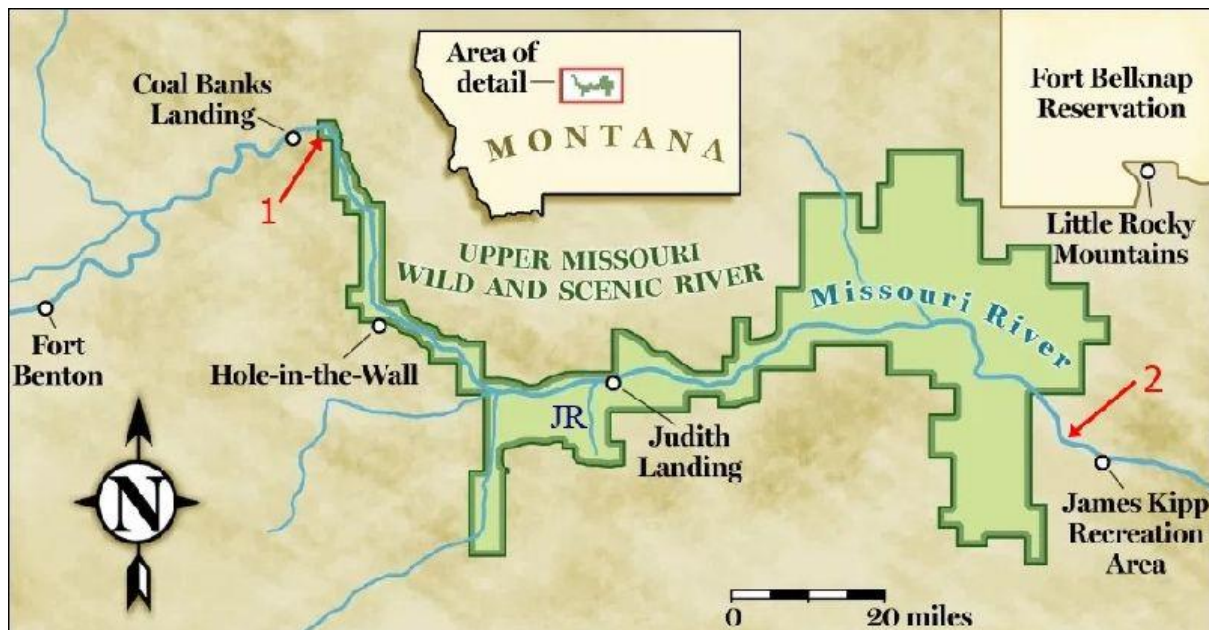 Area of
detail
MONTANA
Coal Banks
Landing
1
Fort Belknap
Reservation
Little Rocky
Mountains
UPPER MISSOURI
WILD AND SCENIC RIVER
Missouri River
Fort
Benton
Hole-in-the-Wall
JR
Judith
Landing
2
James Kipp
Recreation
Area
N
0 20 miles